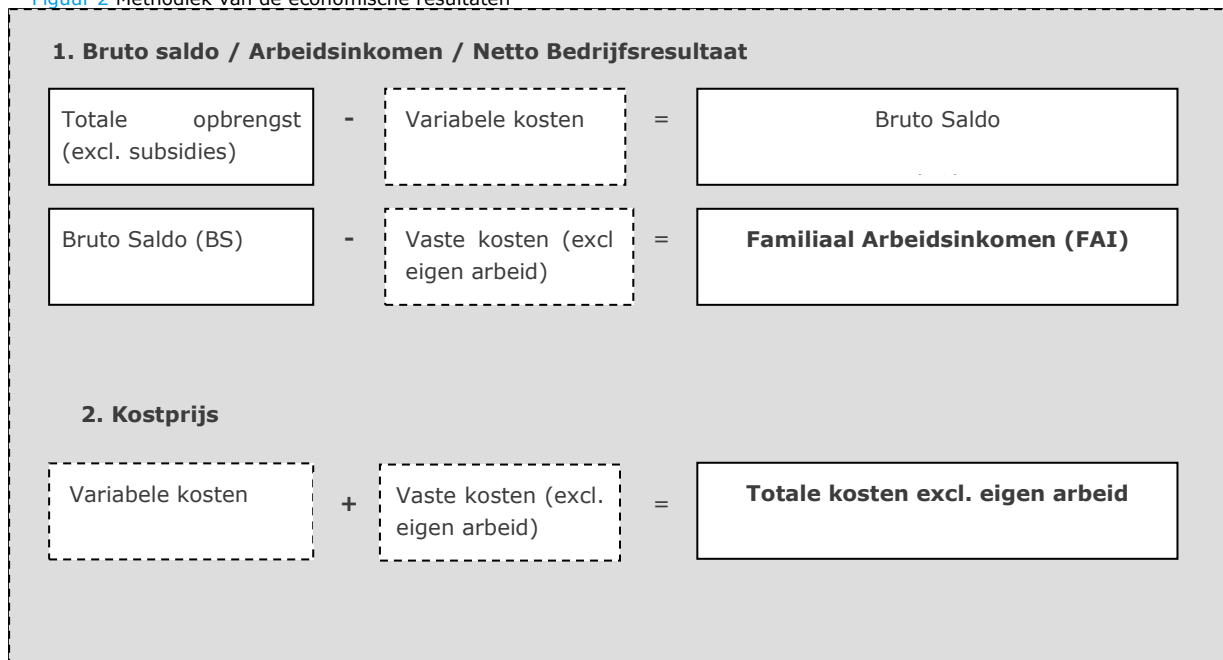 Figuur 2 Methodiek van de economische resultaten
1. Bruto saldo / Arbeidsinkomen / Netto Bedrijfsresultaat
Totale opbrengst - Variabele kosten = Bruto Saldo
(excl. subsidies)
Bruto Saldo (BS) - Vaste kosten (excl = Familiaal Arbeidsinkomen (FAI)
eigen arbeid)
2. Kostprijs
Variabele kosten + Vaste kosten (excl. = Totale kosten excl. eigen arbeid
eigen arbeid)